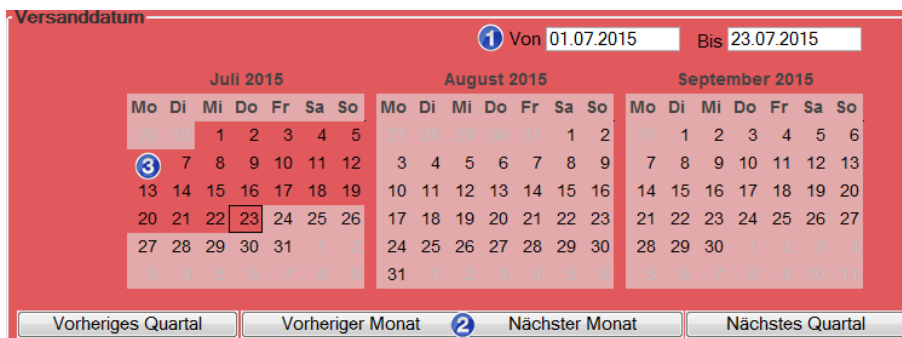 Versanddatum
1 Von 01.07.2015 Bis 23.07.2015
Juli 2015 August 2015 September 2015
Mo Di Mi Do Fr Sa So Mo Di Mi Do Fr Sa So Mo Di Mi Do Fr Sa So
29 30 1 2 3 4 5 27 28 29 30 31 1 2 31 1 2 3 4 5 6
3 7 8 9 10 11 12 3 4 5 6 7 8 9 7 8 9 10 11 12 13
13 14 15 16 17 18 19 10 11 12 13 14 15 16 14 15 16 17 18 19 20
20 21 22 23 24 25 26 17 18 19 20 21 22 23 21 22 23 24 25 26 27
27 28 29 30 31 1 2 24 25 26 27 28 29 30 28 29 30 1 2 3 4
3 4 5 6 7 8 9 31 1 2 3 4 5 6 5 6 7 8 9 10 11
Vorheriges Quartal Vorheriger Monat 2 Nächster Monat Nächstes Quartal